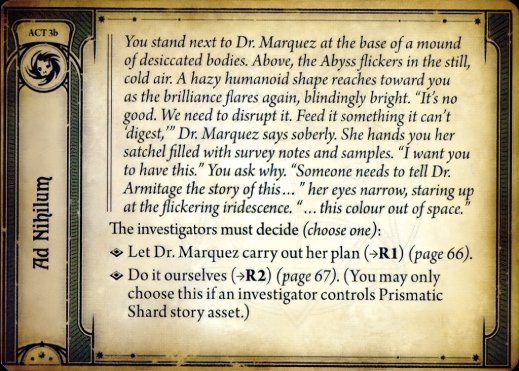 ACT 3b
Ad Nihilum
You stand next to Dr. Marquez at the base of a mound
of desiccated bodies. Above, the Abyss flickers in the still,
cold air. A hazy humanoid shape reaches toward you
as the brilliance flares again, blindingly bright. “It’s no
good. We need to disrupt it. Feed it something it can’t
‘digest,’” Dr. Marquez says soberly. She hands you her
satchel filled with survey notes and samples. “I want you
to have this.” You ask why. “Someone needs to tell Dr.
Armitage the story of this… ” her eyes narrow, staring up
at the flickering iridescence. “… this colour out of space.”
The investigators must decide (choose one):
Let Dr. Marquez carry out her plan (→R1) (page 66).
Do it ourselves (→R2) (page 67). (You may only
choose this if an investigator controls Prismatic
Shard story asset.)